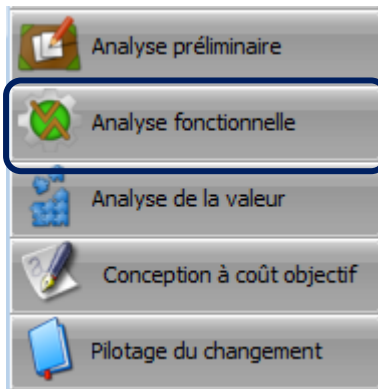 Analyse préliminaire
Analyse fonctionnelle
Analyse de la valeur
Conception à coût objectif
Pilotage du changement